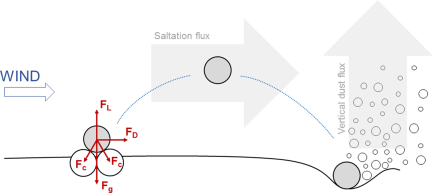 Saltation flux
Vertical dust flux
WIND
F_L
F_D
F_c
F_c
F_g